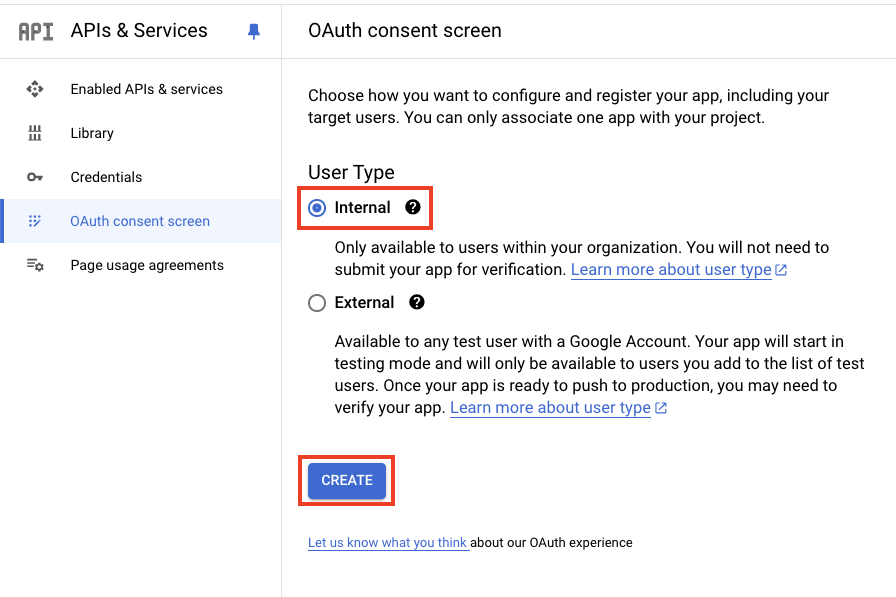 API APIs & Services
Enabled APIs & services
Library
Credentials
OAuth consent screen
Page usage agreements
OAuth consent screen
Choose how you want to configure and register your app, including your
target users. You can only associate one app with your project.
User Type
Internal
Only available to users within your organization. You will not need to
submit your app for verification. Learn more about user type
External
Available to any test user with a Google Account. Your app will start in
testing mode and will only be available to users you add to the list of test
users. Once your app is ready to push to production, you may need to
verify your app. Learn more about user type
CREATE
Let us know what you think about our OAuth experience